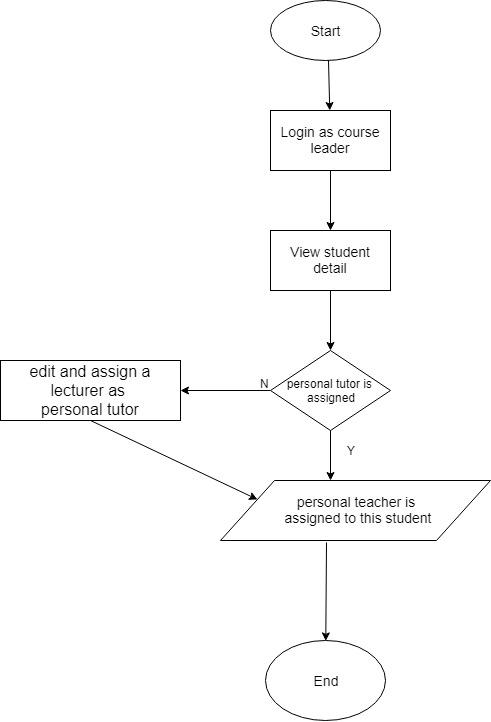 Start
Login as course
leader
View student
detail
personal tutor is
assigned
N
edit and assign a
lecturer as
personal tutor
Y
personal teacher is
assigned to this student
End